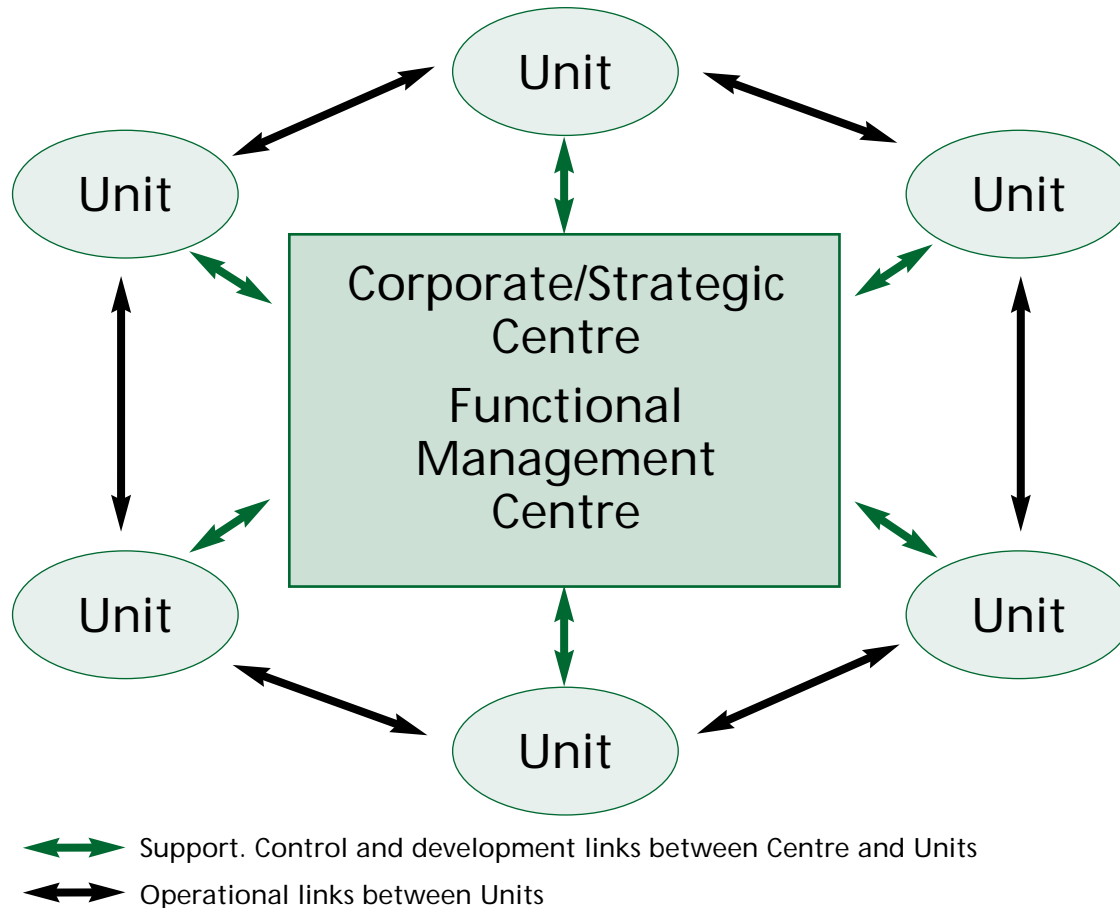 Unit
Unit
Unit
Corporate/Strategic
Centre
Functional
Management
Centre
Unit
Unit
Unit
Support. Control and development links between Centre and Units
Operational links between Units